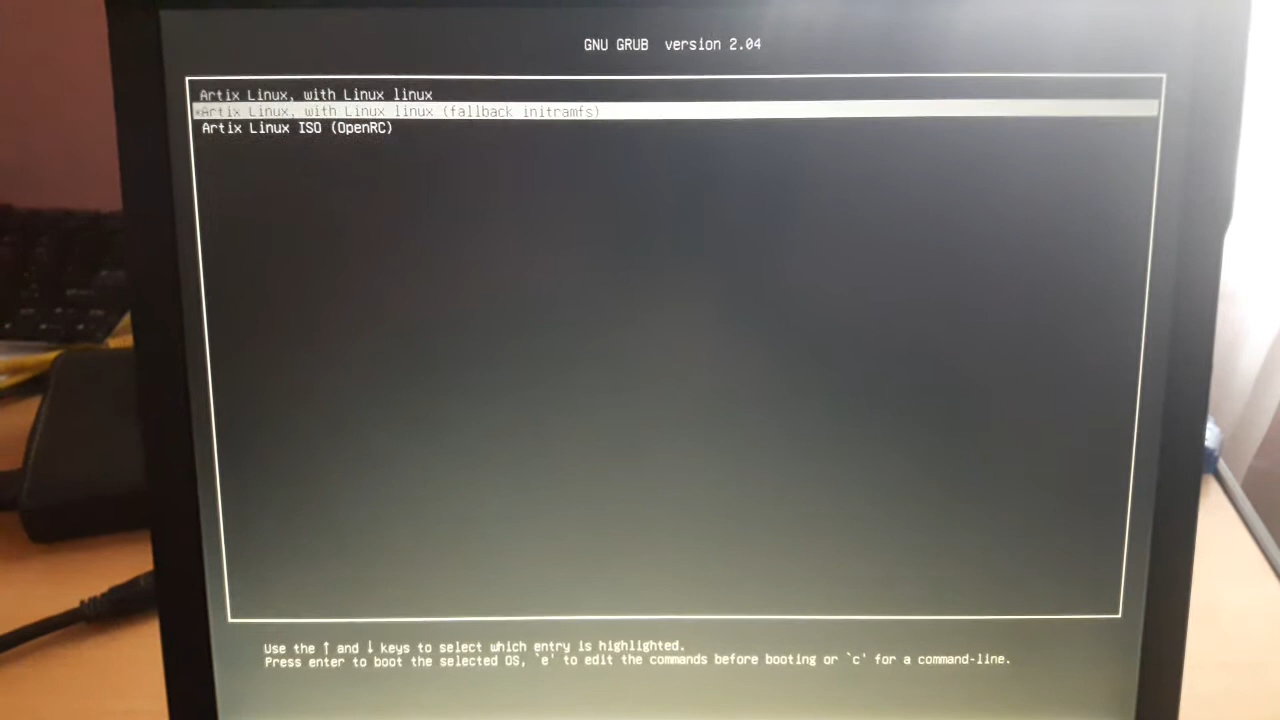 GNU GRUB version 2.04
Artix Linux, with Linux linux
*Artix Linux, with Linux linux (fallback initramfs)
Artix Linux ISO (OpenRC)
Use the ↑ and ↓ keys to select which entry is highlighted.
Press enter to boot the selected OS, `e' to edit the commands before booting or `c' for a command-line.